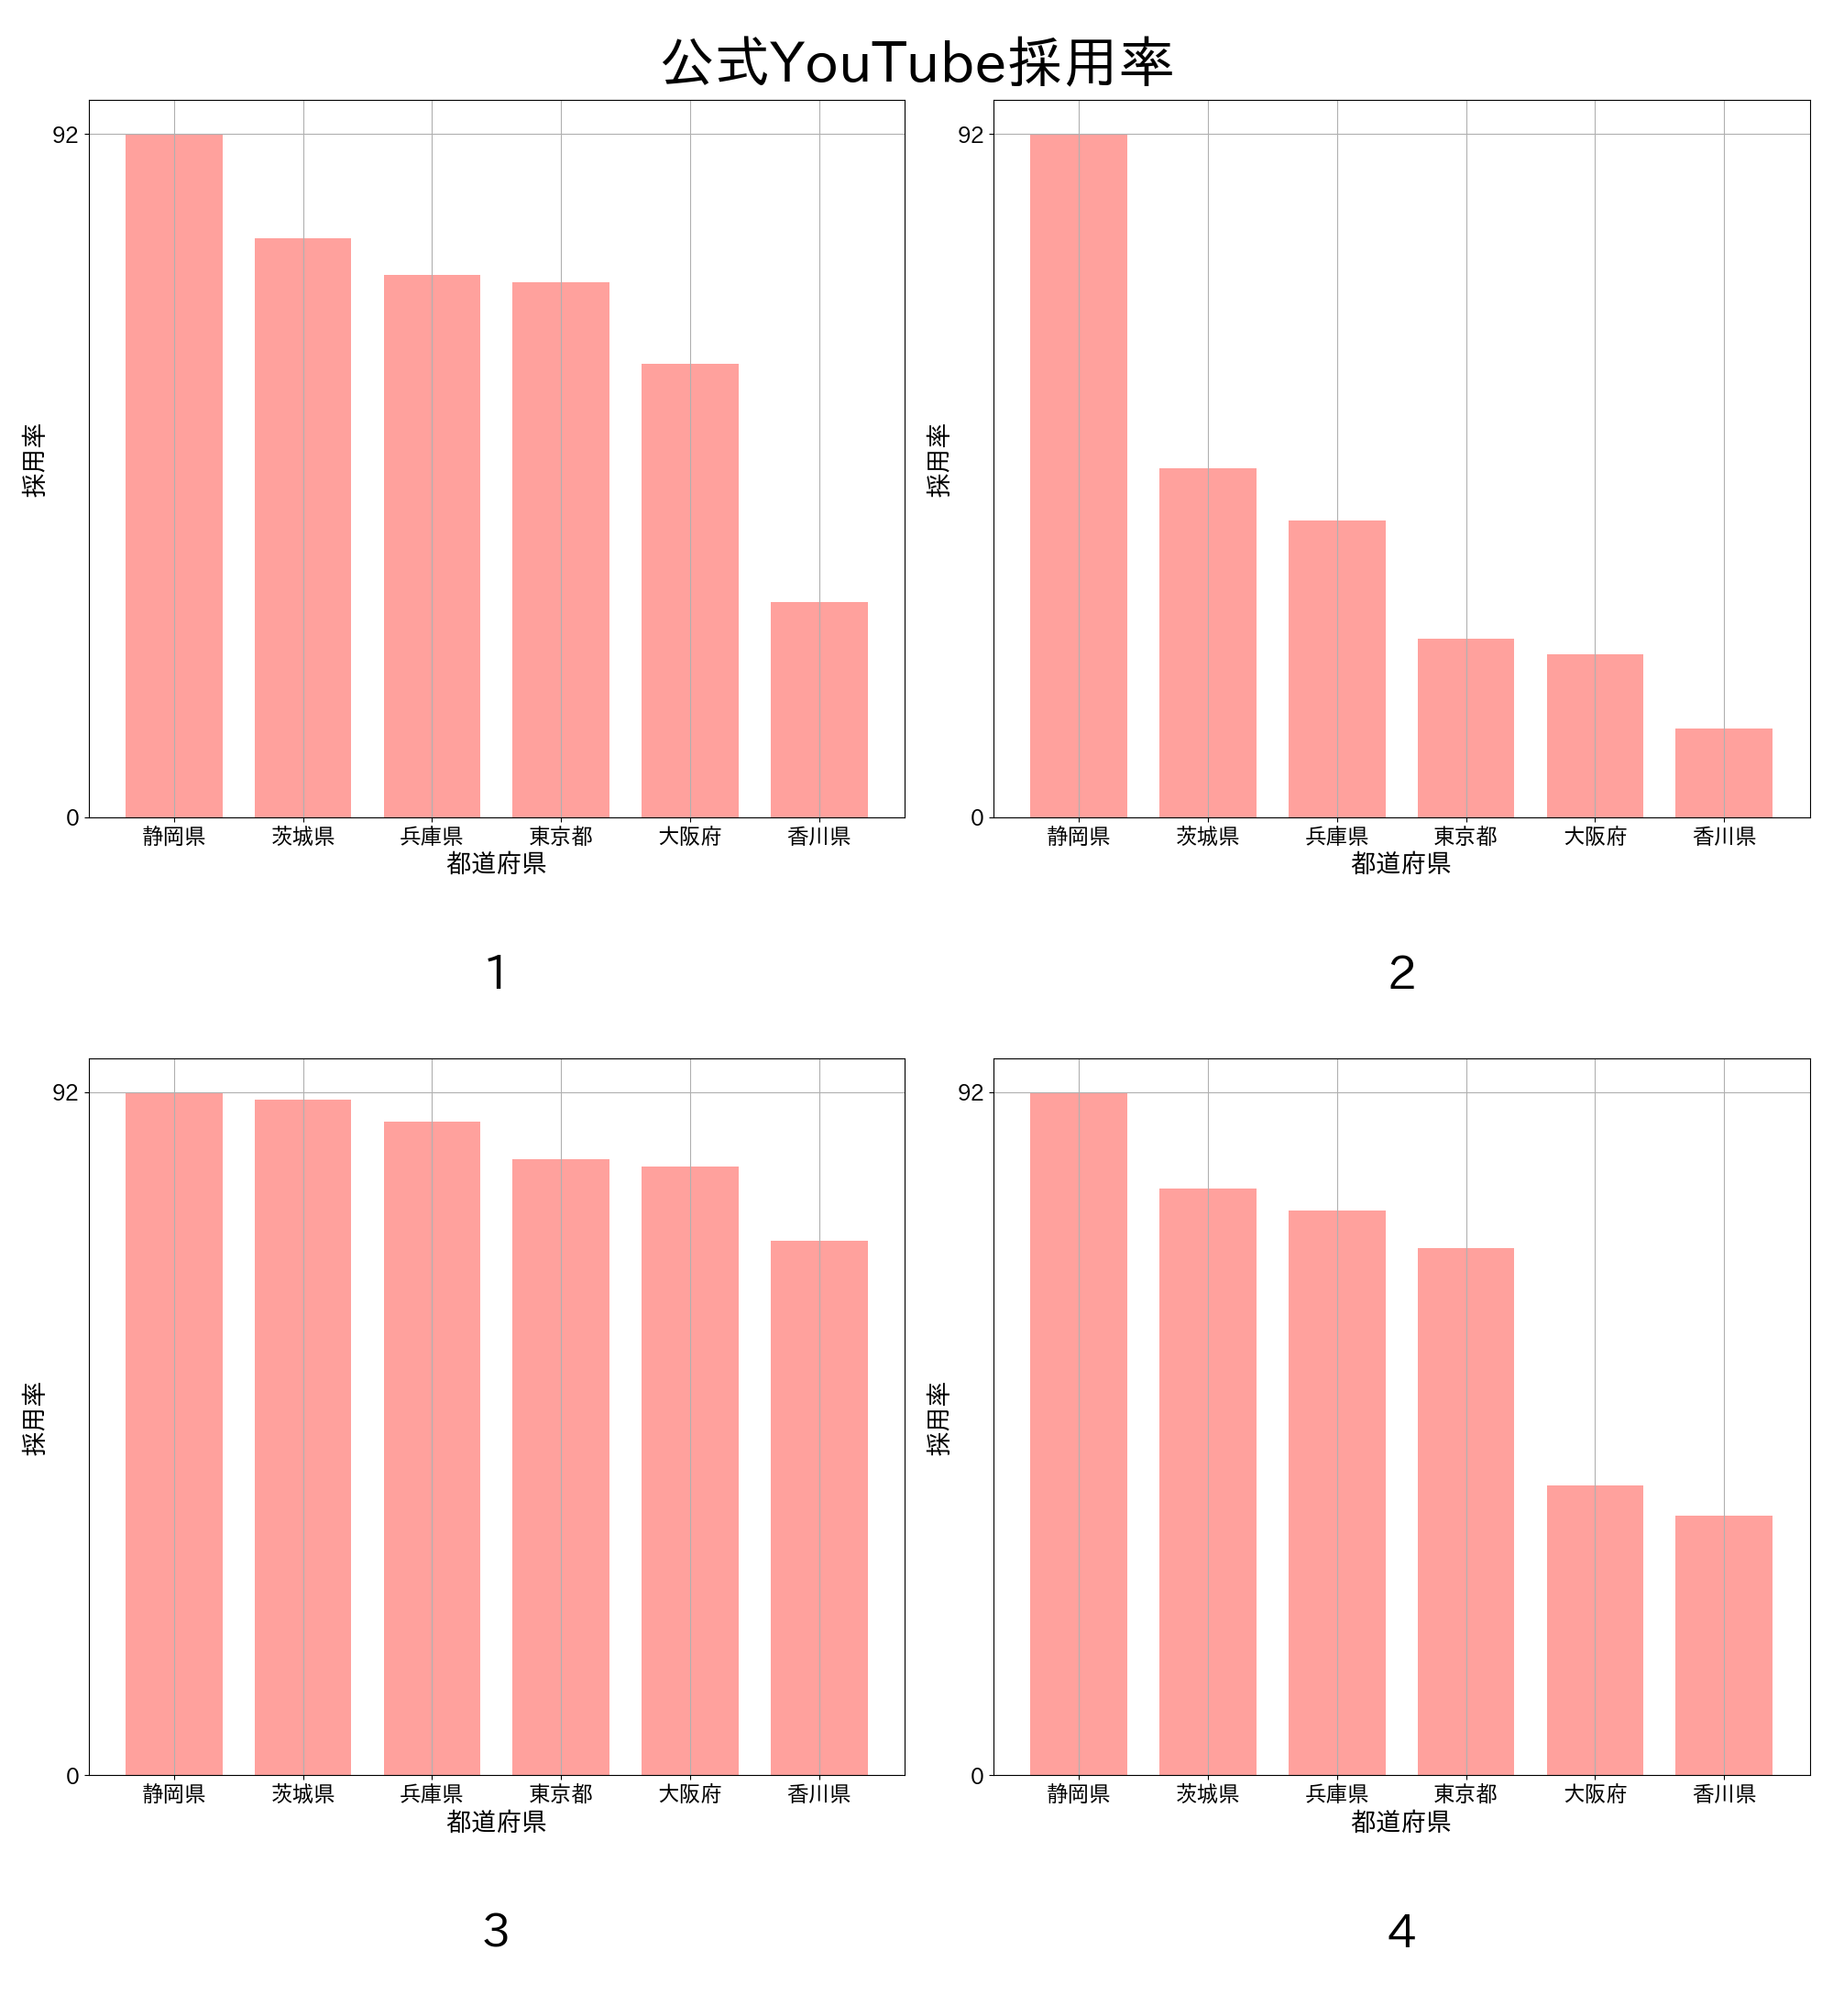 公式YouTube採用率
92
0
採用率
静岡県 茨城県 兵庫県 東京都 大阪府 香川県
都道府県
1
92
0
採用率
静岡県 茨城県 兵庫県 東京都 大阪府 香川県
都道府県
2
92
0
採用率
静岡県 茨城県 兵庫県 東京都 大阪府 香川県
都道府県
3
92
0
採用率
静岡県 茨城県 兵庫県 東京都 大阪府 香川県
都道府県
4